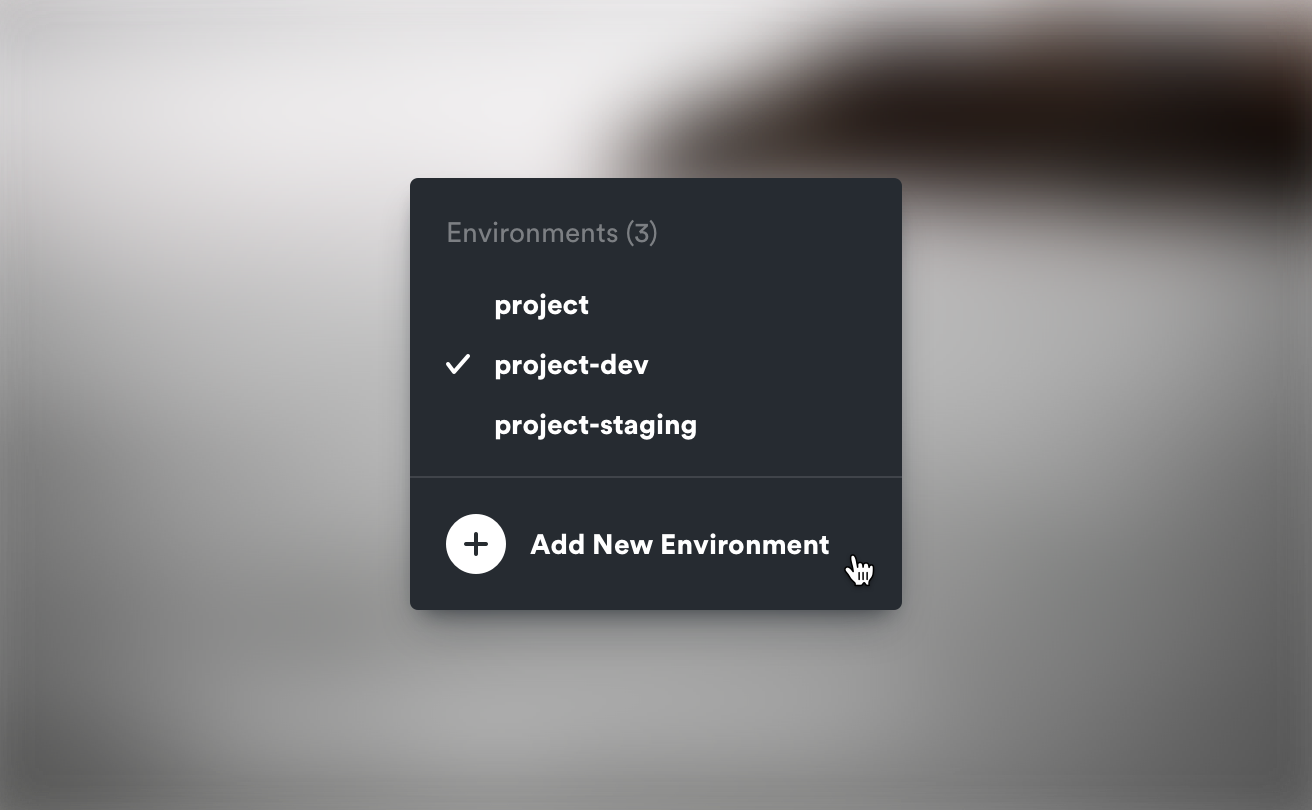 Environments (3)
project
project-dev
project-staging
Add New Environment